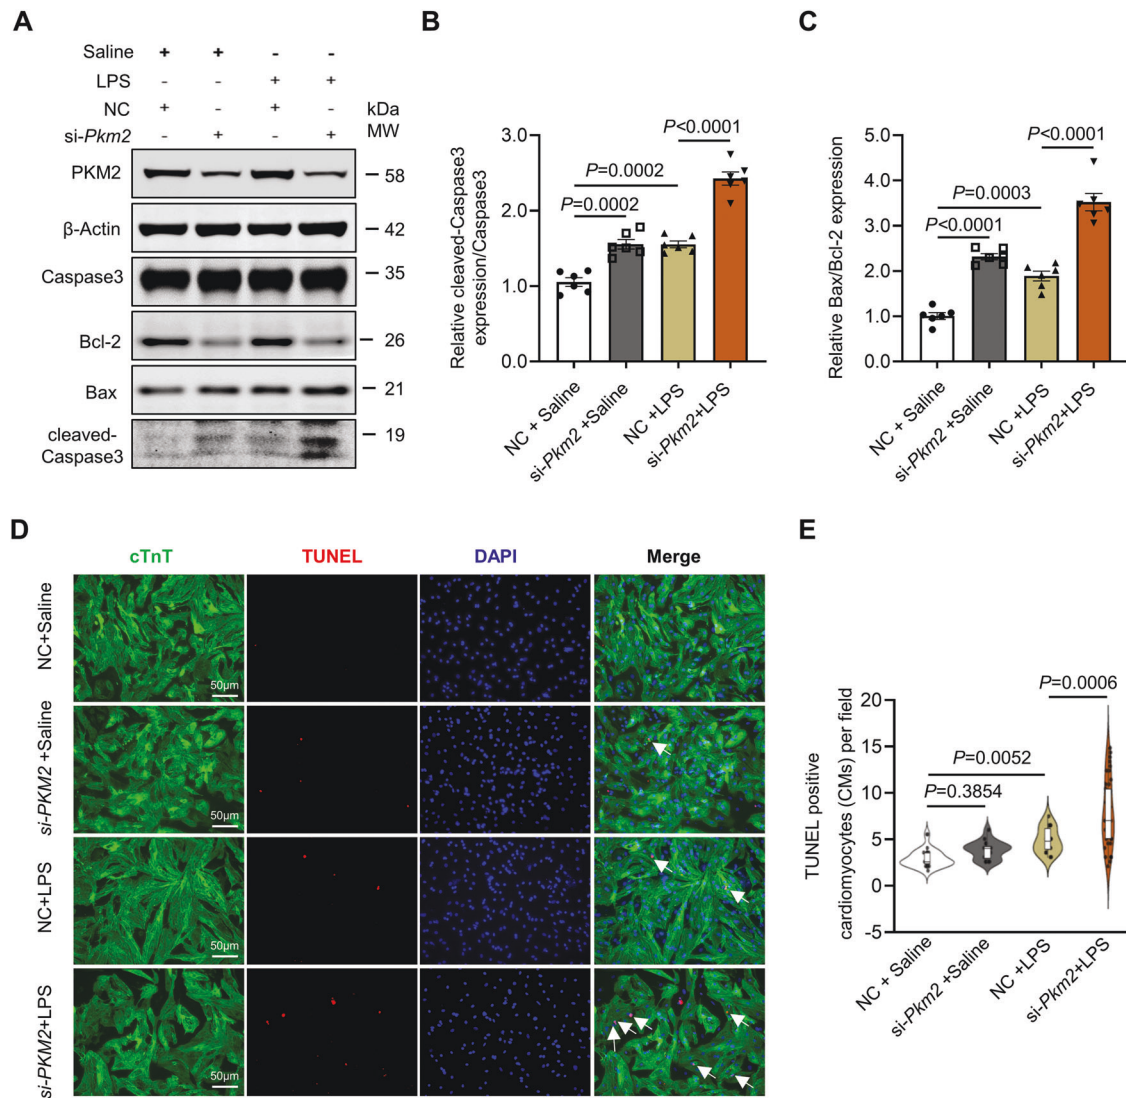 A
Saline + + - -
LPS - - + +
NC + - + -
si-Pkm2 - + - +
kDa
MW
PKM2 58
β-Actin 42
Caspase3 35
Bcl-2 26
Bax 21
cleaved-
Caspase3
19
B
Relative cleaved-Caspase3
expression/Caspase3
3.0
2.0
1.0
0.0
P<0.0001
P=0.0002
P=0.0002
NC + Saline
si-Pkm2 +Saline
NC +LPS
si-Pkm2+LPS
C
Relative Bax/Bcl-2 expression
5.0
4.0
3.0
2.0
1.0
0.0
P<0.0001
P=0.0003
P<0.0001
NC + Saline
si-Pkm2 +Saline
NC +LPS
si-Pkm2+LPS
D
cTnT TUNEL DAPI Merge
NC+Saline
50μm
si-PKM2 +Saline
50μm
NC+LPS
50μm
si-PKM2+LPS
50μm
E
TUNEL positive
cardiomyocytes (CMs) per field
20
15
10
5
0
-5
P=0.0006
P=0.0052
P=0.3854
NC + Saline
si-Pkm2 +Saline
NC +LPS
si-Pkm2+LPS